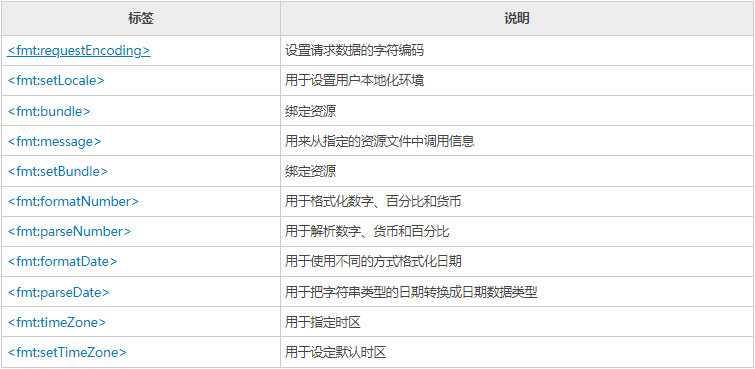 标签 说明
<fmt:requestEncoding> 设置请求数据的字符编码
<fmt:setLocale> 用于设置用户本地化环境
<fmt:bundle> 绑定资源
<fmt:message> 用来从指定的资源文件中调用信息
<fmt:setBundle> 绑定资源
<fmt:formatNumber> 用于格式化数字、百分比和货币
<fmt:parseNumber> 用于解析数字、货币和百分比
<fmt:formatDate> 用于使用不同的方式格式化日期
<fmt:parseDate> 用于把字符串类型的日期转换成日期数据类型
<fmt:timeZone> 用于指定时区
<fmt:setTimeZone> 用于设定默认时区